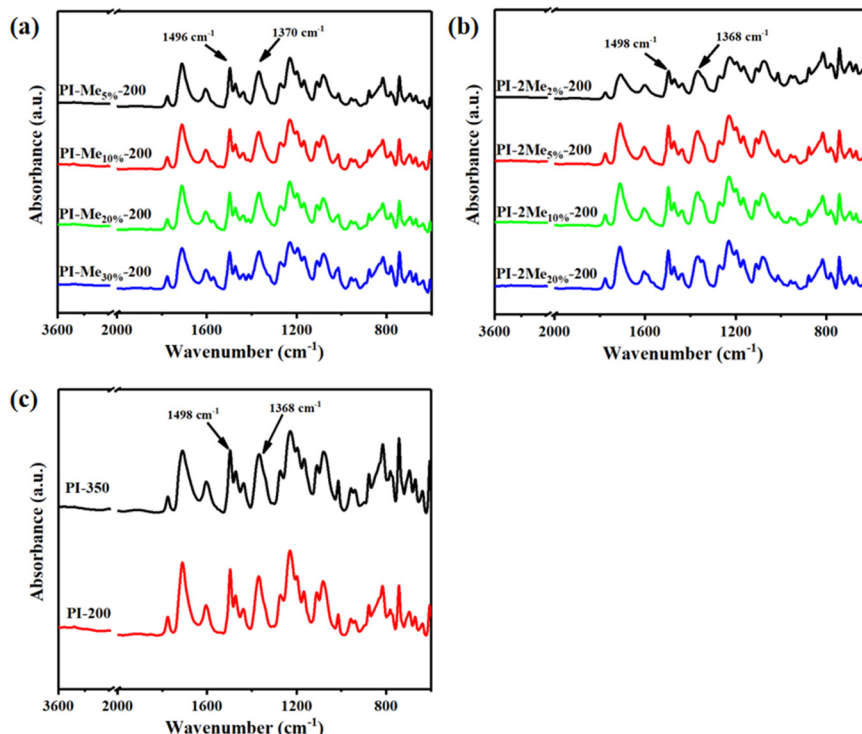 (a)
1496 cm⁻¹
1370 cm⁻¹
PI-Me₅%-200
PI-Me₁₀%-200
PI-Me₂₀%-200
PI-Me₃₀%-200
Absorbance (a.u.)
3600 2000 1600 1200 800
Wavenumber (cm⁻¹)
(b)
1498 cm⁻¹
1368 cm⁻¹
PI-2Me₂%-200
PI-2Me₅%-200
PI-2Me₁₀%-200
PI-2Me₂₀%-200
Absorbance (a.u.)
3600 2000 1600 1200 800
Wavenumber (cm⁻¹)
(c)
1498 cm⁻¹
1368 cm⁻¹
PI-350
PI-200
Absorbance (a.u.)
3600 2000 1600 1200 800
Wavenumber (cm⁻¹)